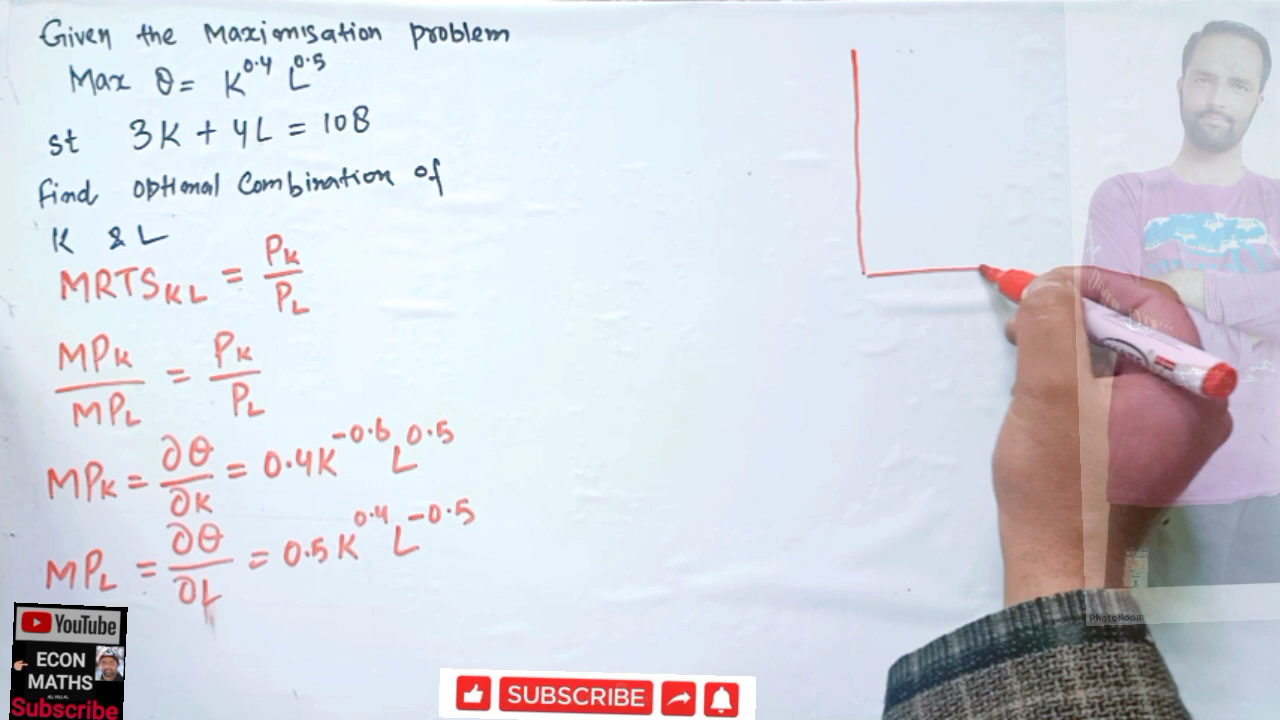 Given the Maximisation problem
Max θ = K^0.4 L^0.5
st 3K + 4L = 108
find optimal Combination of
K & L
MRTS_KL = P_K / P_L
MP_K / MP_L = P_K / P_L
MP_K = ∂θ / ∂K = 0.4K^-0.6 L^0.5
MP_L = ∂θ / ∂L = 0.5K^0.4 L^-0.5
YouTube
ECON
MATHS
Subscribe
SUBSCRIBE
PhotoRoom